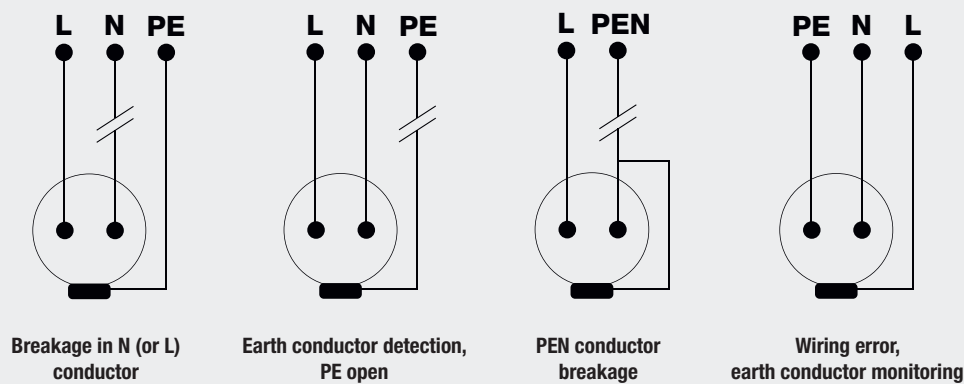 L N PE
L N PE
L PEN
PE N L
Breakage in N (or L)
conductor
Earth conductor detection,
PE open
PEN conductor
breakage
Wiring error,
earth conductor monitoring